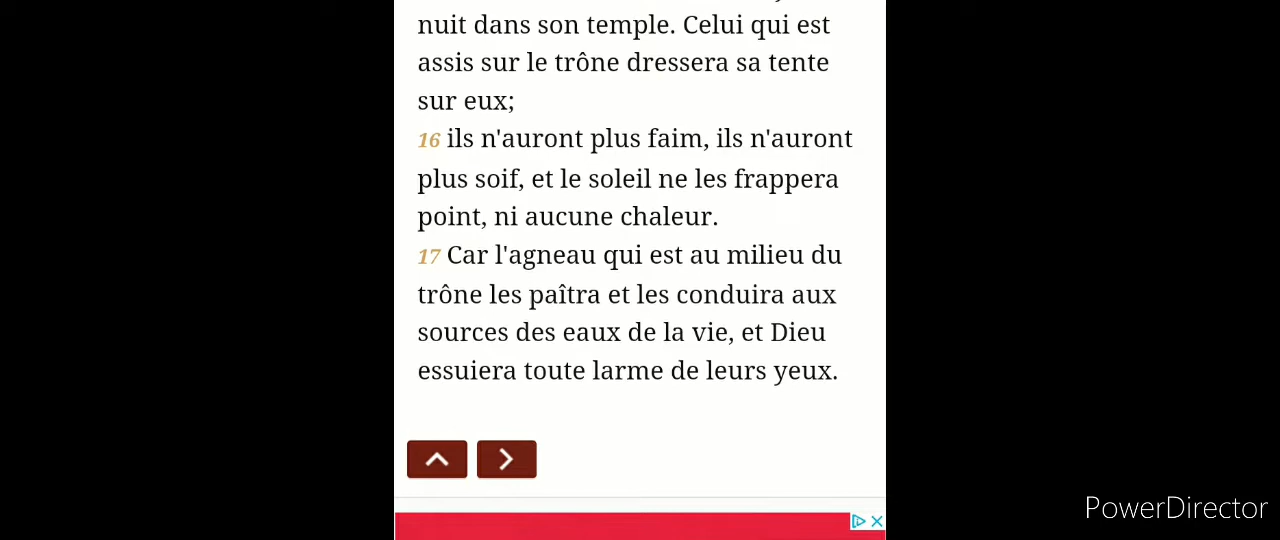 nuit dans son temple. Celui qui est
assis sur le trône dressera sa tente
sur eux;
16 ils n'auront plus faim, ils n'auront
plus soif, et le soleil ne les frappera
point, ni aucune chaleur.
17 Car l'agneau qui est au milieu du
trône les paîtra et les conduira aux
sources des eaux de la vie, et Dieu
essuiera toute larme de leurs yeux.
PowerDirector